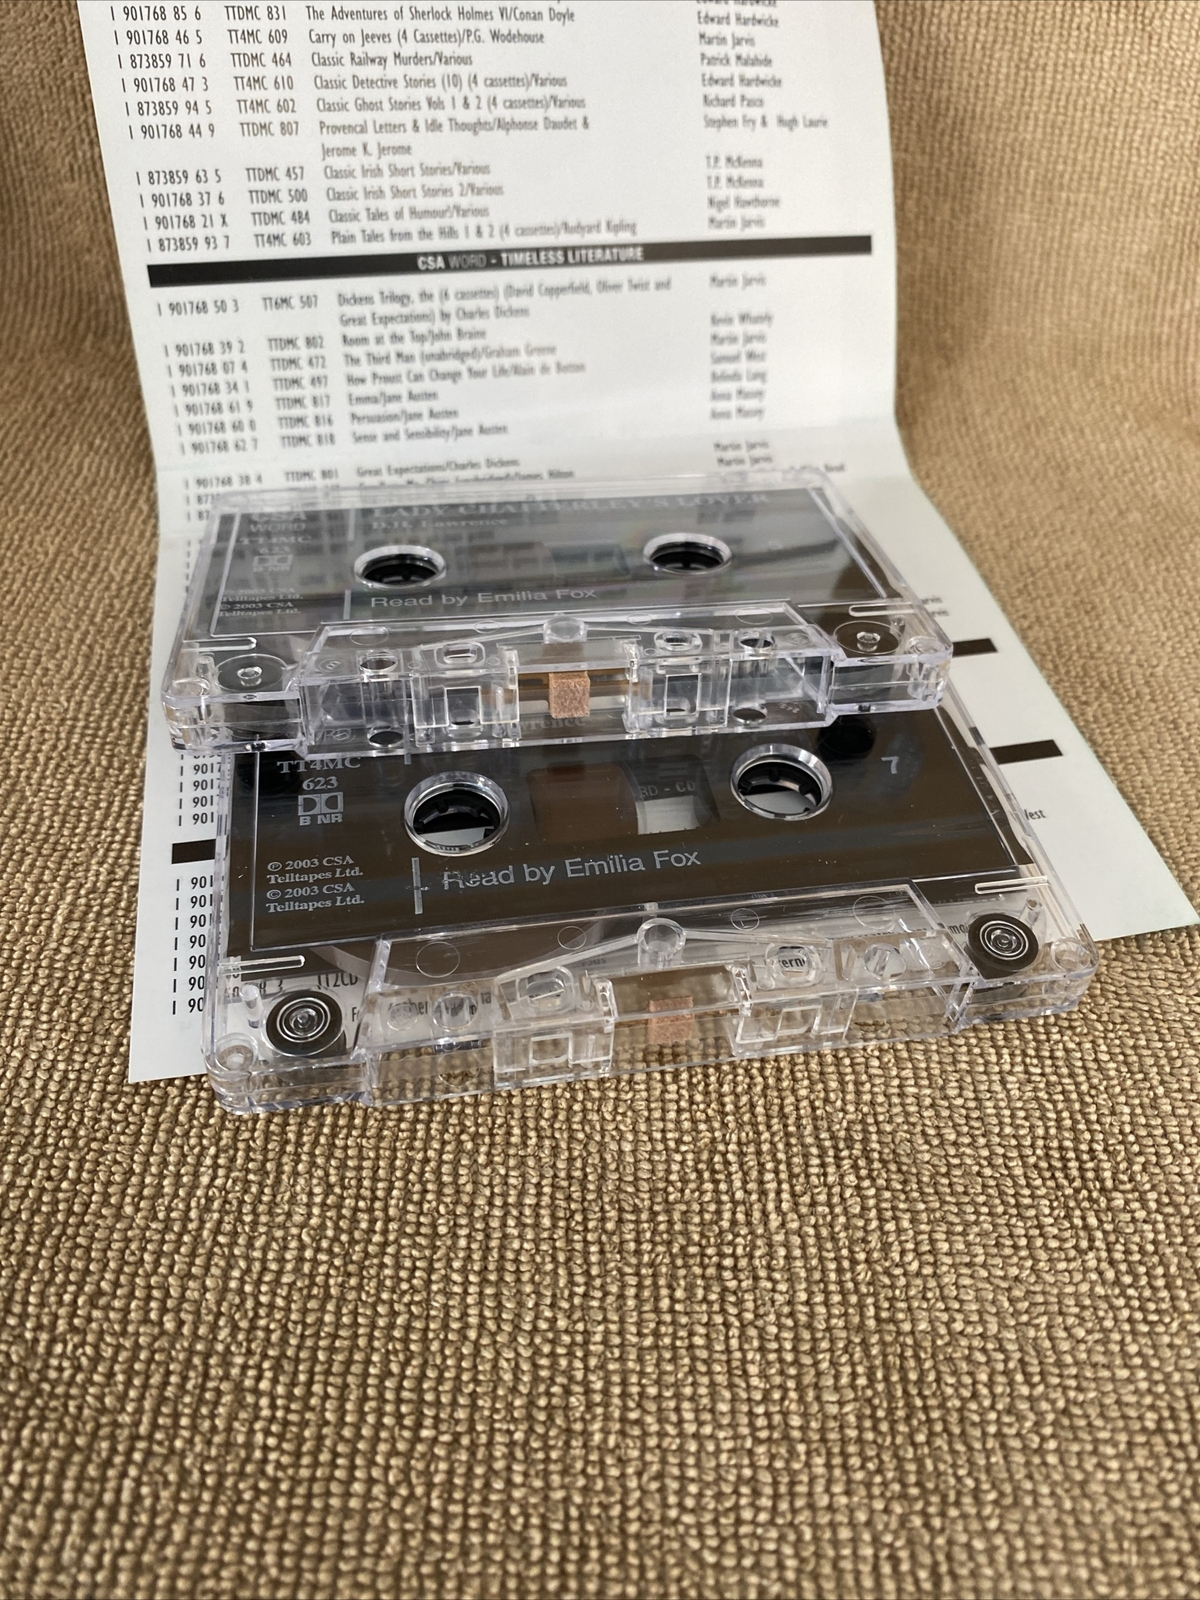 1 901768 85 6 TTDMC 831 The Adventures of Sherlock Holmes VI/Conan Doyle Edward Hardwicke
1 901768 46 5 TT4MC 609 Carry on Jeeves (4 Cassettes)/P.G. Wodehouse Martin Jarvis
1 873859 71 6 TTDMC 464 Classic Railway Murders/Various Patrick Malahide
1 901768 47 3 TT4MC 610 Classic Detective Stories (10) (4 cassettes)/Various Edward Hardwicke
1 873859 94 5 TT4MC 602 Classic Ghost Stories Vols 1 & 2 (4 cassettes)/Various Richard Pasco
1 901768 44 9 TTDMC 807 Provencal Letters & Idle Thoughts/Alphonse Daudet & Stephen Fry & Hugh Laurie
Jerome K. Jerome
1 873859 63 5 TTDMC 457 Classic Irish Short Stories/Various T.P. McKenna
1 901768 37 6 TTDMC 500 Classic Irish Short Stories 2/Various T.P. McKenna
1 901768 21 X TTDMC 484 Classic Tales of Humour/Various Nigel Hawthorne
1 873859 93 7 TT4MC 603 Plain Tales from the Hills 1 & 2 (4 cassettes)/Rudyard Kipling Martin Jarvis
CSA WORD - TIMELESS LITERATURE
1 901768 50 3 TT6MC 507 Dickens Trilogy, the (6 cassettes) (David Copperfield, Oliver Twist and Martin Jarvis
Great Expectations) by Charles Dickens
1 901768 39 2 TTDMC 802 Room at the Top/John Braine Kevin Whately
1 901768 07 4 TTDMC 472 The Third Man (unabridged)/Graham Greene Martin Jarvis
1 901768 34 1 TTDMC 497 How Proust Can Change Your Life/Alain de Botton Samuel West
1 901768 61 9 TTDMC 817 Emma/Jane Austen Belinda Lang
1 901768 60 0 TTDMC 816 Persuasion/Jane Austen Anna Massey
1 901768 62 7 TTDMC 818 Sense and Sensibility/Jane Austen Anna Massey
1 901768 38 4 TTDMC 801 Great Expectations/Charles Dickens Martin Jarvis
Martin Jarvis
CSA
WORD
LADY CHATTERLEY'S LOVER
D.H. Lawrence
TT4MC
623
B NR
℗ 2003 CSA
Telltapes Ltd.
© 2003 CSA
Telltapes Ltd.
Read by Emilia Fox
TT4MC
623
B NR
7
℗ 2003 CSA
Telltapes Ltd.
© 2003 CSA
Telltapes Ltd.
Read by Emilia Fox